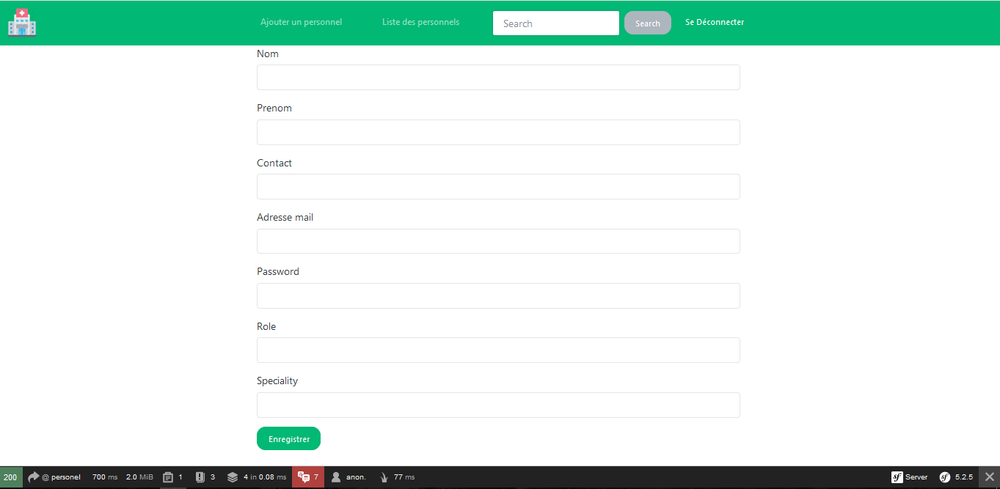 Ajouter un personnel Liste des personnels Search Search Se Déconnecter
Nom
Prenom
Contact
Adresse mail
Password
Role
Speciality
Enregistrer
200 @ personel 700 ms 2.0 MiB 1 3 4 in 0.08 ms 7 anon. 77 ms sf Server sf 5.2.5